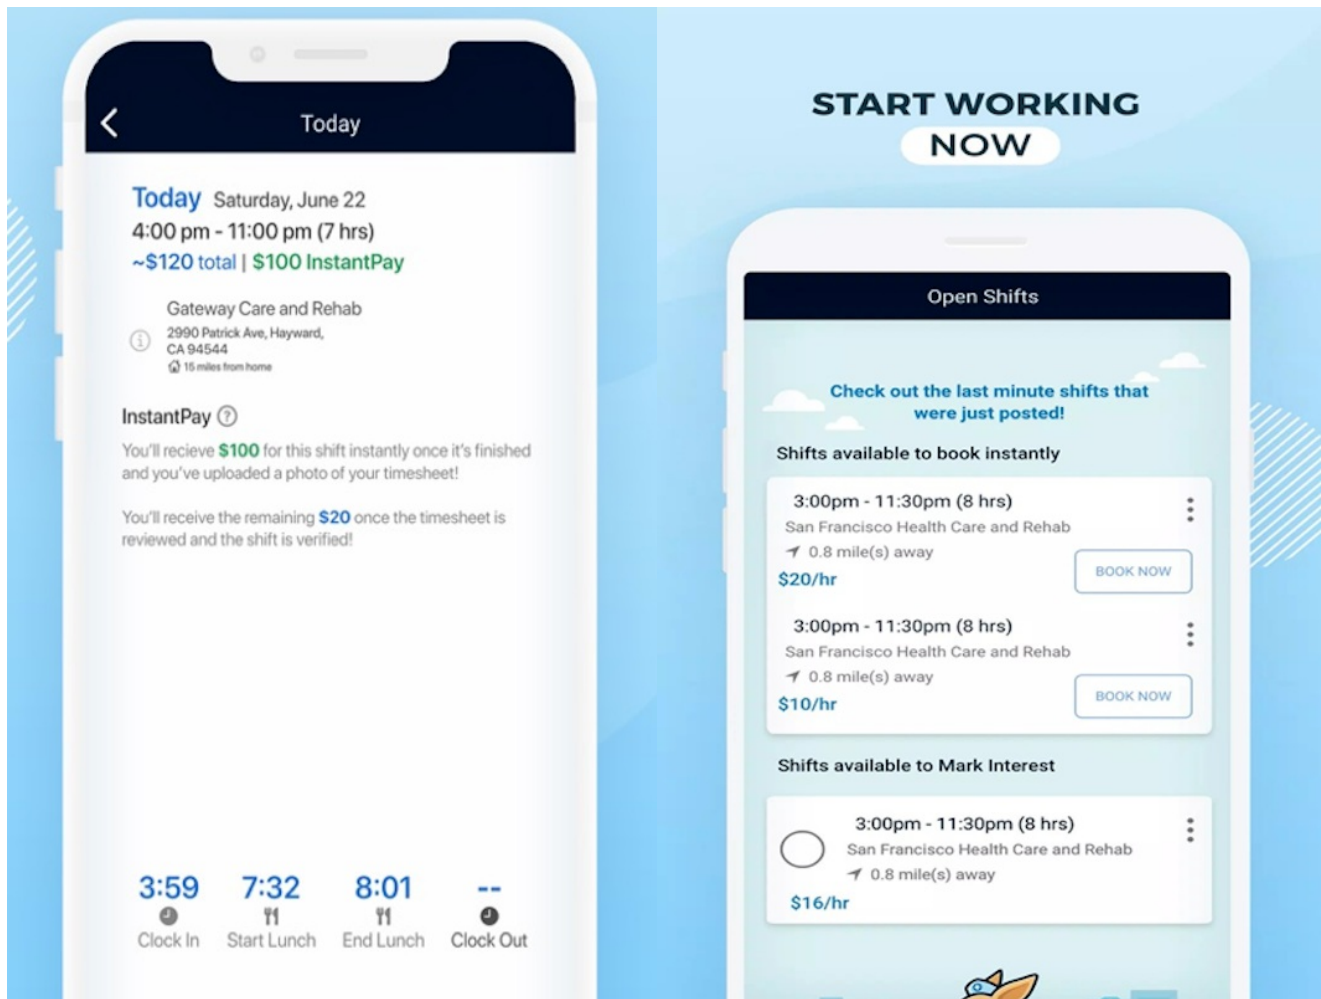 Today
Today Saturday, June 22
4:00 pm - 11:00 pm (7 hrs)
~$120 total | $100 InstantPay
Gateway Care and Rehab
2990 Patrick Ave, Hayward,
CA 94544
15 miles from home
InstantPay ?
You'll recieve $100 for this shift instantly once it's finished
and you've uploaded a photo of your timesheet!
You'll receive the remaining $20 once the timesheet is
reviewed and the shift is verified!
3:59 7:32 8:01 --
Clock In Start Lunch End Lunch Clock Out
START WORKING
NOW
Open Shifts
Check out the last minute shifts that
were just posted!
Shifts available to book instantly
3:00pm - 11:30pm (8 hrs)
San Francisco Health Care and Rehab
0.8 mile(s) away
$20/hr
BOOK NOW
3:00pm - 11:30pm (8 hrs)
San Francisco Health Care and Rehab
0.8 mile(s) away
$10/hr
BOOK NOW
Shifts available to Mark Interest
3:00pm - 11:30pm (8 hrs)
San Francisco Health Care and Rehab
0.8 mile(s) away
$16/hr